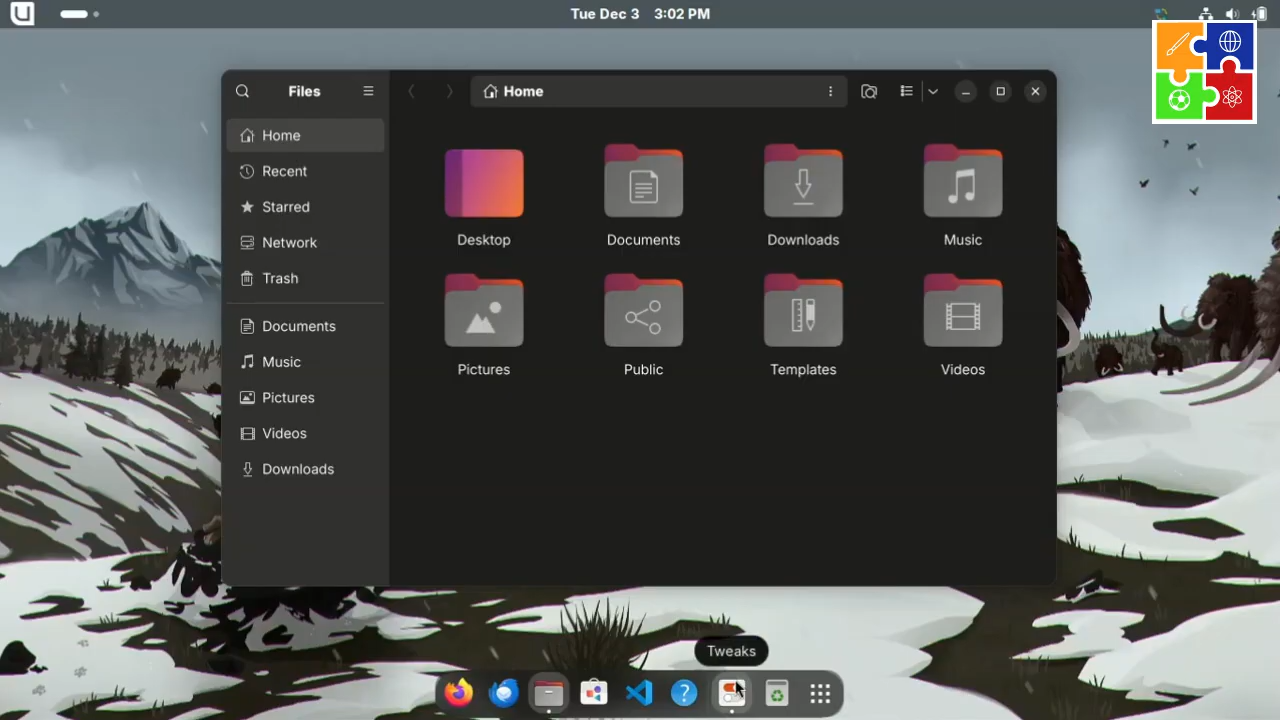 Tue Dec 3 3:02 PM
Files
Home
Home
Recent
Starred
Network
Trash
Documents
Music
Pictures
Videos
Downloads
Desktop
Documents
Downloads
Music
Pictures
Public
Templates
Videos
Tweaks